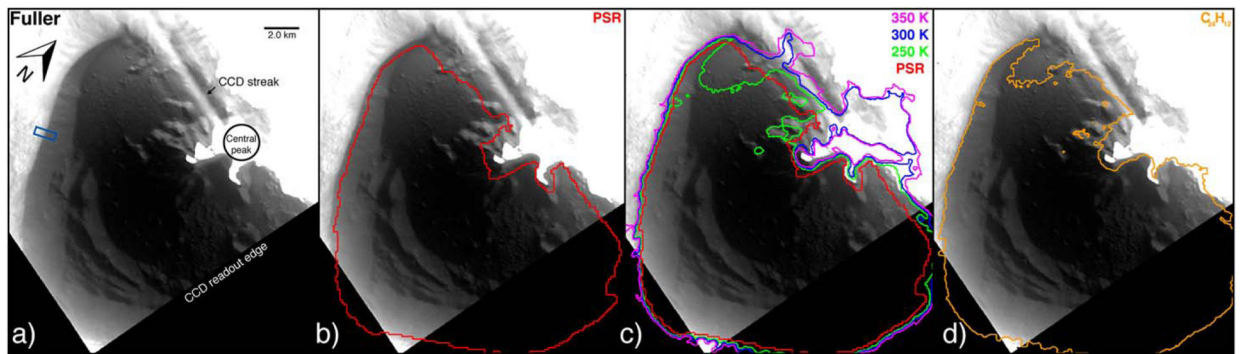 Fuller
2.0 km
CCD streak
N
Central
peak
CCD readout edge
a)
PSR
b)
350 K
300 K
250 K
PSR
c)
C₂₄H₁₂
d)